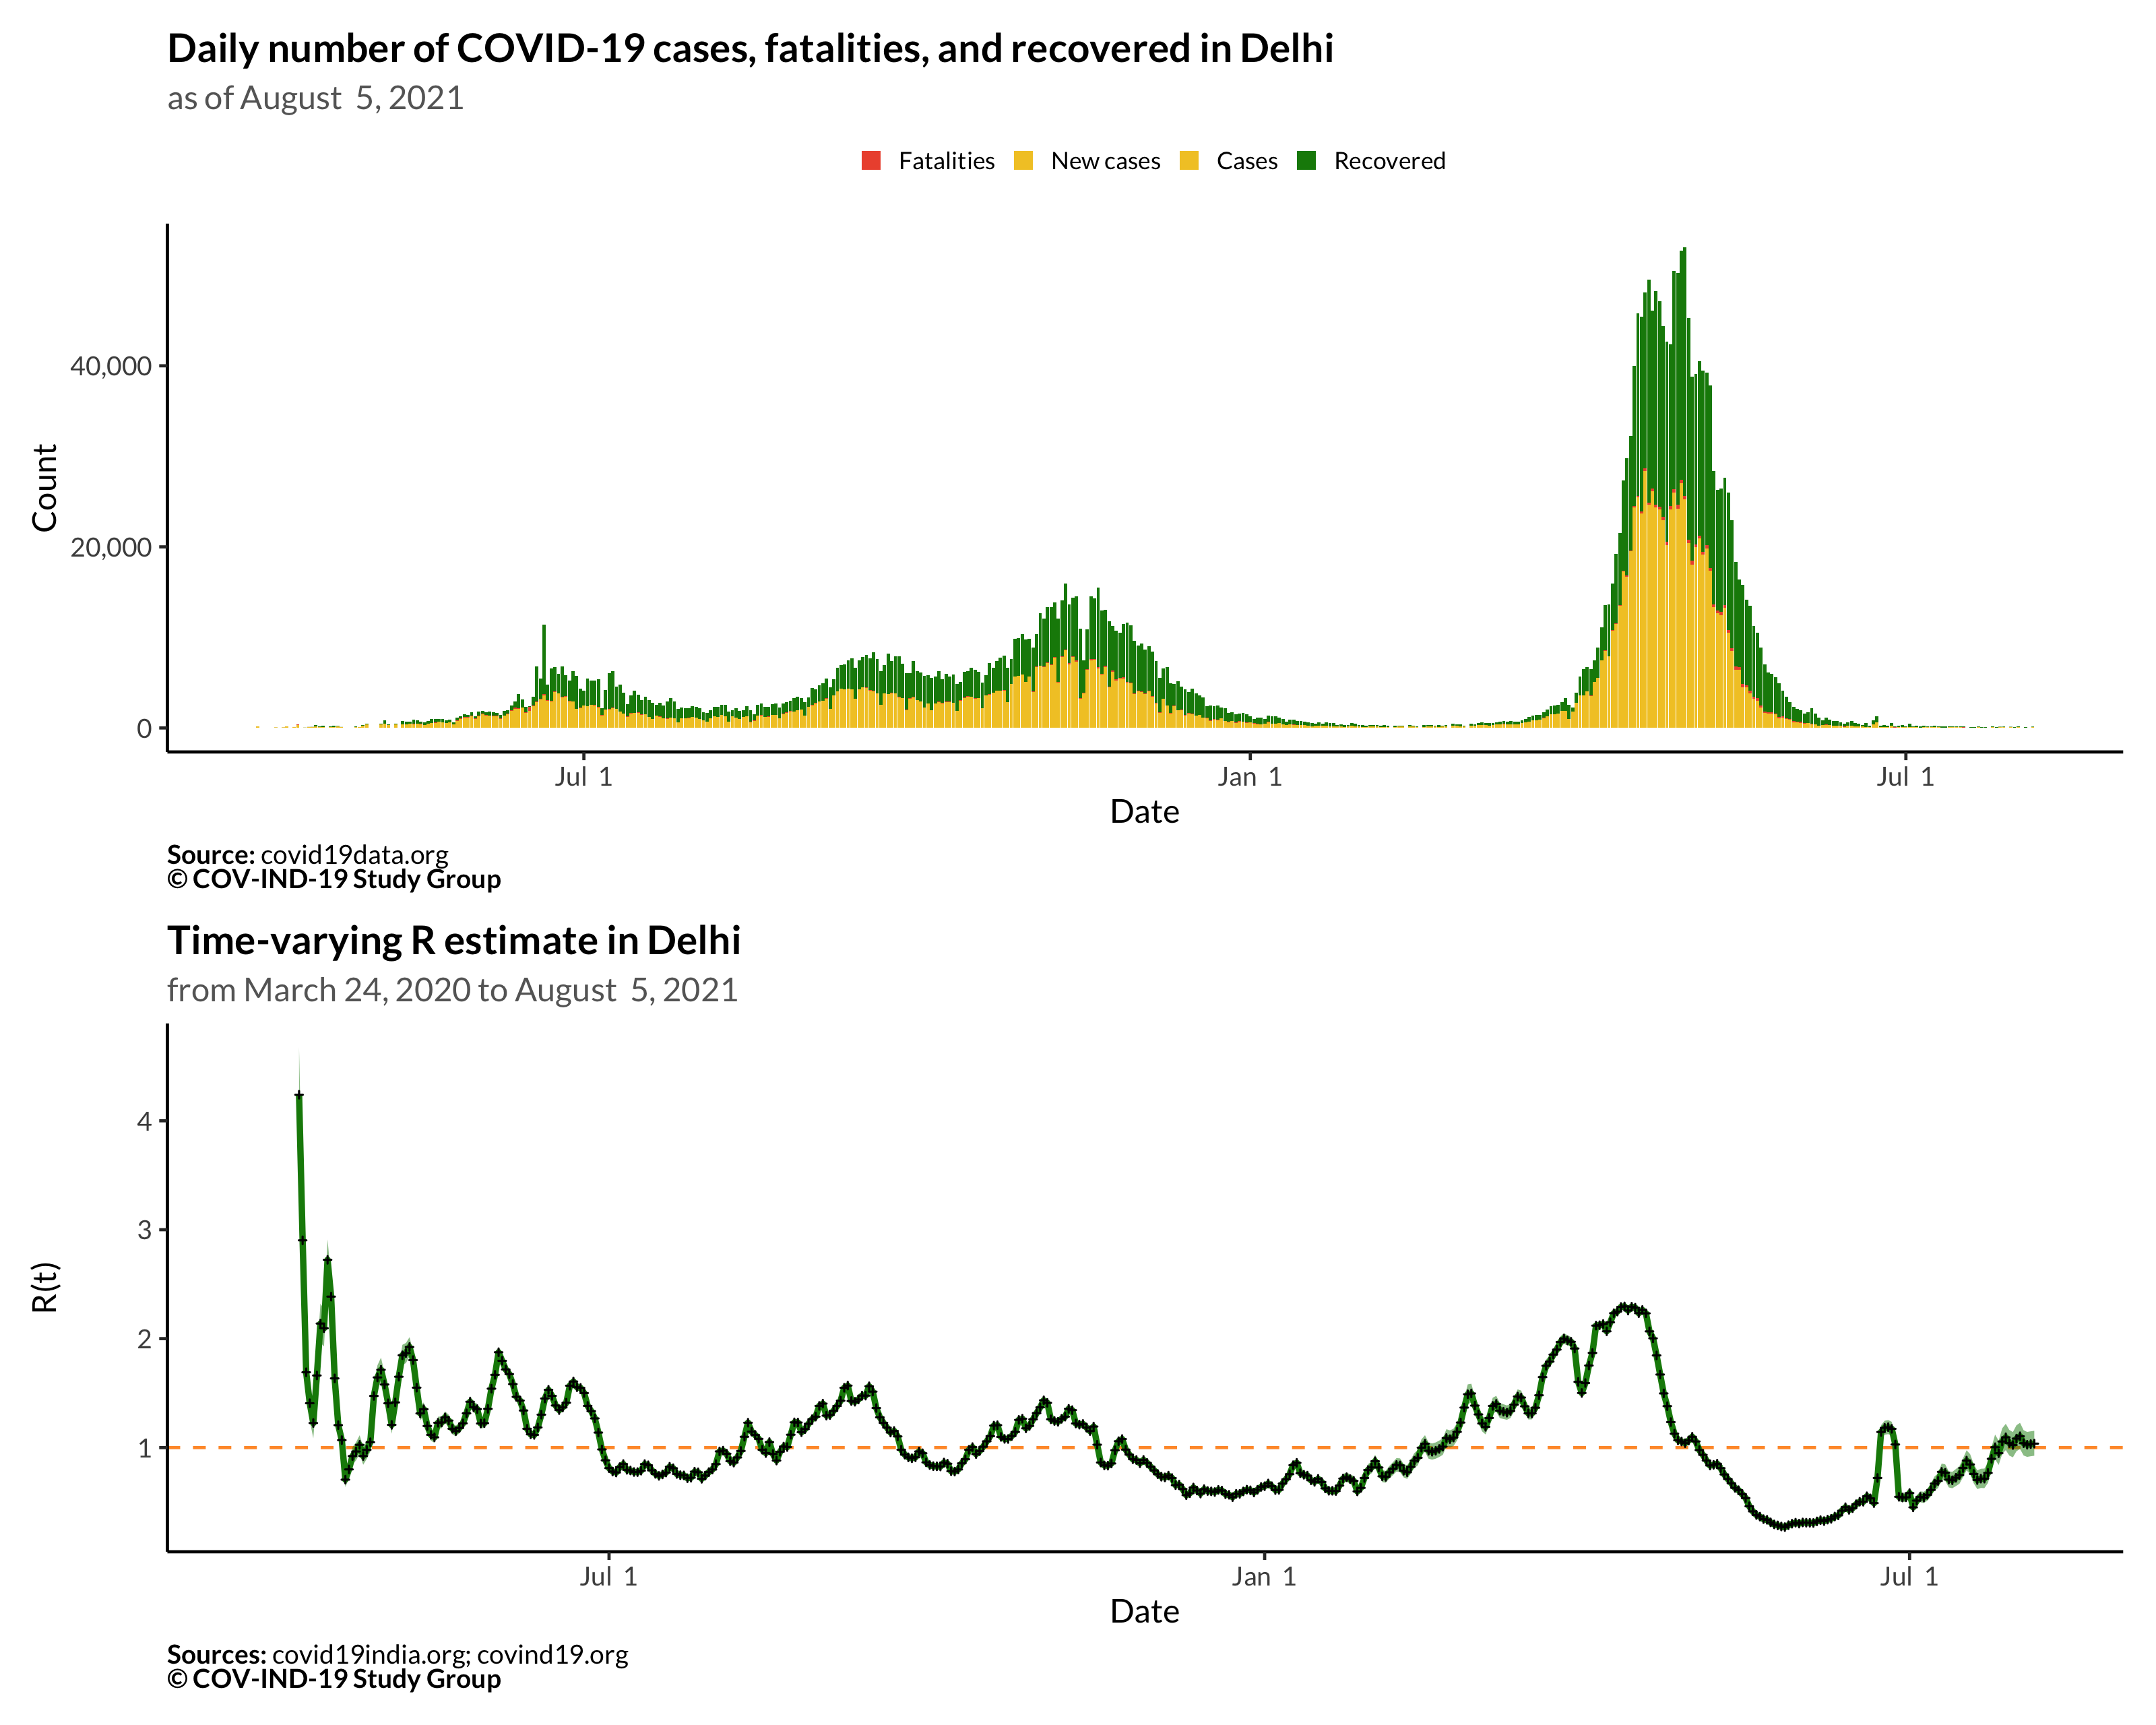 Daily number of COVID-19 cases, fatalities, and recovered in Delhi
as of August  5, 2021
Fatalities New cases Cases Recovered
40,000
20,000
0
Count
Jul 1 Jan 1 Jul 1
Date
Source: covid19data.org
© COV-IND-19 Study Group
Time-varying R estimate in Delhi
from March 24, 2020 to August  5, 2021
4
3
2
1
R(t)
Jul 1 Jan 1 Jul 1
Date
Sources: covid19india.org; covind19.org
© COV-IND-19 Study Group